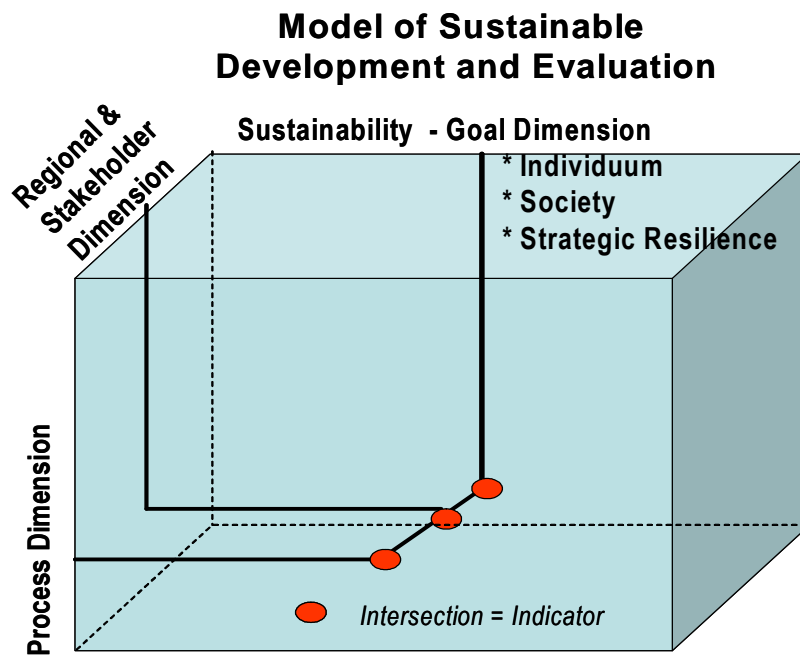 Model of Sustainable
Development and Evaluation
Regional &
Stakeholder
Dimension
Sustainability - Goal Dimension
* Individuum
* Society
* Strategic Resilience
Process Dimension
Intersection = Indicator